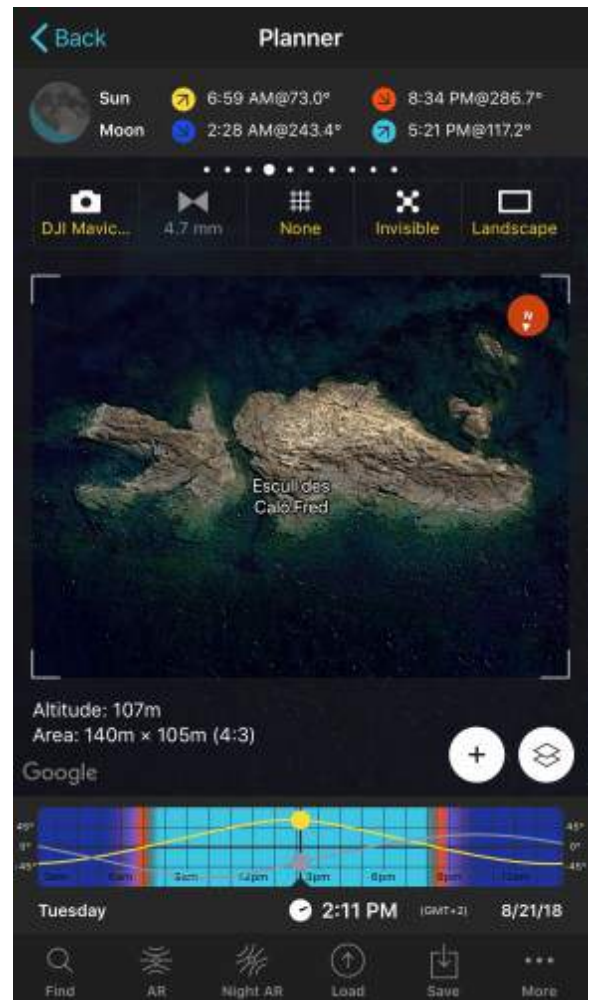 Back
Planner
Sun 6:59 AM@73.0° 8:34 PM@286.7°
Moon 2:28 AM@243.4° 5:21 PM@117.2°
DJI Mavic... 4.7 mm None Invisible Landscape
N
Escull des
Caló Fred
Altitude: 107m
Area: 140m × 105m (4:3)
Google
45° 45°
0° 0°
-45° -45°
Tuesday 2:11 PM (GMT+2) 8/21/18
Find AR Night AR Load Save More